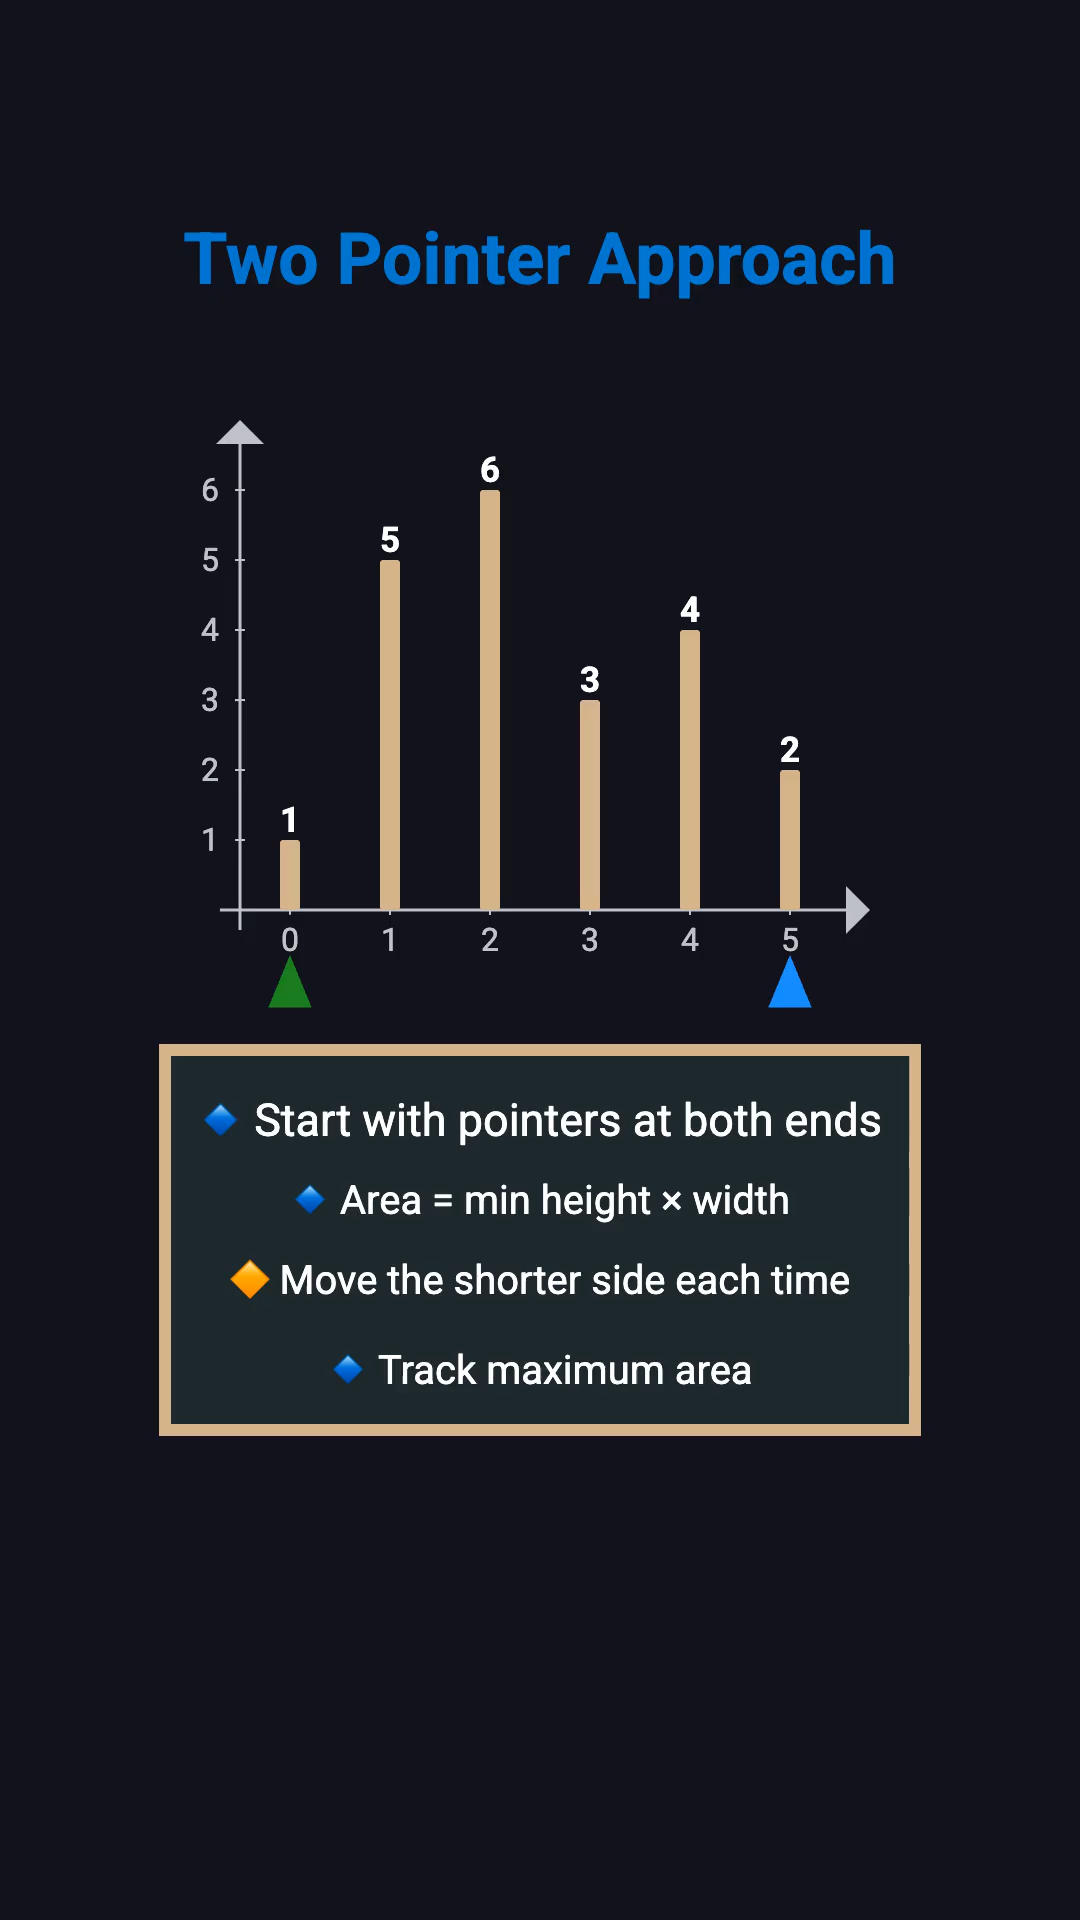 Two Pointer Approach
6
6
5
5
4
4
3
3
2
2
1
1
0 1 2 3 4 5
🔹 Start with pointers at both ends
🔹 Area = min height × width
🔶 Move the shorter side each time
🔹 Track maximum area